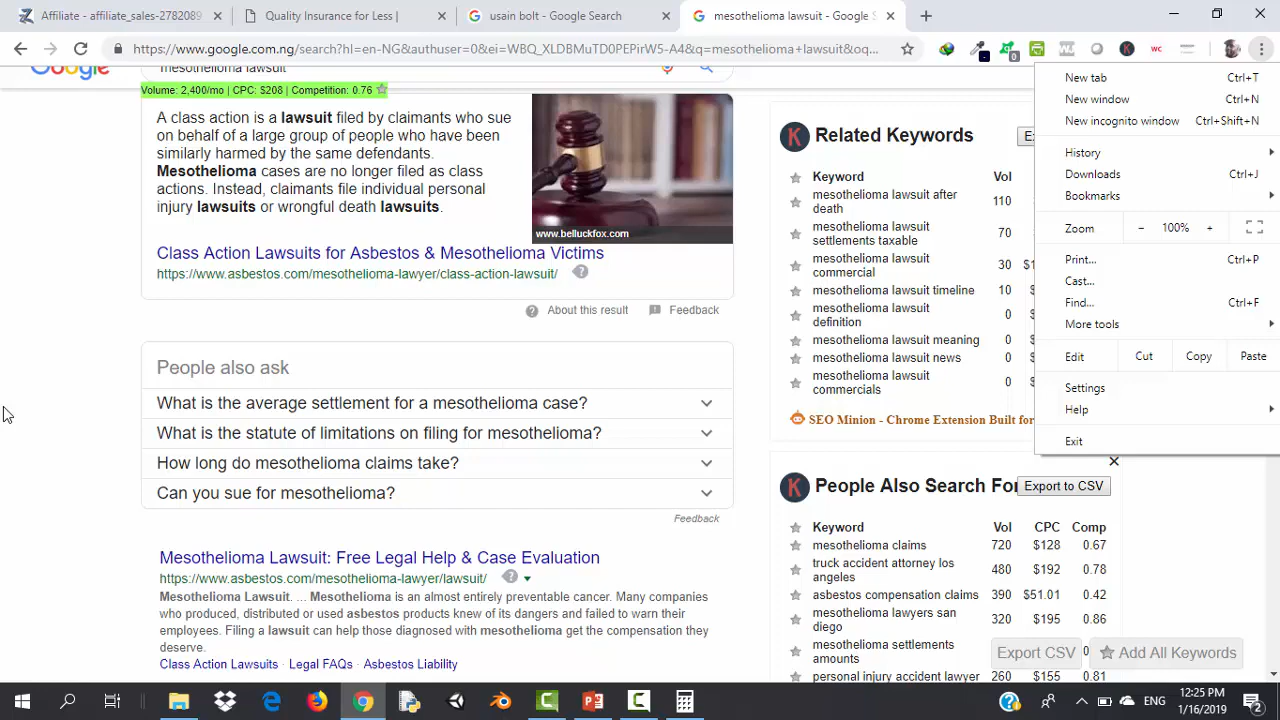 Affiliate - affiliate_sales-2782089
Quality Insurance for Less |
usain bolt - Google Search
mesothelioma lawsuit - Google S
https://www.google.com.ng/search?hl=en-NG&authuser=0&ei=WBQ_XLDBMuTD0PEPirW5-A4&q=mesothelioma+lawsuit&oq...
Google
mesothelioma lawsuit
Volume: 2,400/mo | CPC: $208 | Competition: 0.76
A class action is a lawsuit filed by claimants who sue
on behalf of a large group of people who have been
similarly harmed by the same defendants.
Mesothelioma cases are no longer filed as class
actions. Instead, claimants file individual personal
injury lawsuits or wrongful death lawsuits.
www.belluckfox.com
Class Action Lawsuits for Asbestos & Mesothelioma Victims
https://www.asbestos.com/mesothelioma-lawyer/class-action-lawsuit/
About this result
Feedback
People also ask
What is the average settlement for a mesothelioma case?
What is the statute of limitations on filing for mesothelioma?
How long do mesothelioma claims take?
Can you sue for mesothelioma?
Feedback
Mesothelioma Lawsuit: Free Legal Help & Case Evaluation
https://www.asbestos.com/mesothelioma-lawyer/lawsuit/
Mesothelioma Lawsuit. ... Mesothelioma is an almost entirely preventable cancer. Many companies
who produced, distributed or used asbestos products knew of its dangers and failed to warn their
employees. Filing a lawsuit can help those diagnosed with mesothelioma get the compensation they
deserve.
Class Action Lawsuits · Legal FAQs · Asbestos Liability
K Related Keywords
Ex
Keyword Vol
mesothelioma lawsuit after
death 110
mesothelioma lawsuit
settlements taxable 70
mesothelioma lawsuit
commercial 30 $1
mesothelioma lawsuit timeline 10 $
mesothelioma lawsuit
definition 0 $
mesothelioma lawsuit meaning 0 $
mesothelioma lawsuit news 0 $
mesothelioma lawsuit
commercials 0 $
SEO Minion - Chrome Extension Built for
K People Also Search For
Export to CSV
Keyword Vol CPC Comp
mesothelioma claims 720 $128 0.67
truck accident attorney los
angeles 480 $192 0.78
asbestos compensation claims 390 $51.01 0.42
mesothelioma lawyers san
diego 320 $195 0.86
mesothelioma settlements
amounts
personal injury accident lawyer 260 $155 0.81
Export CSV
Add All Keywords
New tab Ctrl+T
New window Ctrl+N
New incognito window Ctrl+Shift+N
History
Downloads Ctrl+J
Bookmarks
Zoom - 100% +
Print... Ctrl+P
Cast...
Find... Ctrl+F
More tools
Edit Cut Copy Paste
Settings
Help
Exit
ENG
12:25 PM
1/16/2019
2